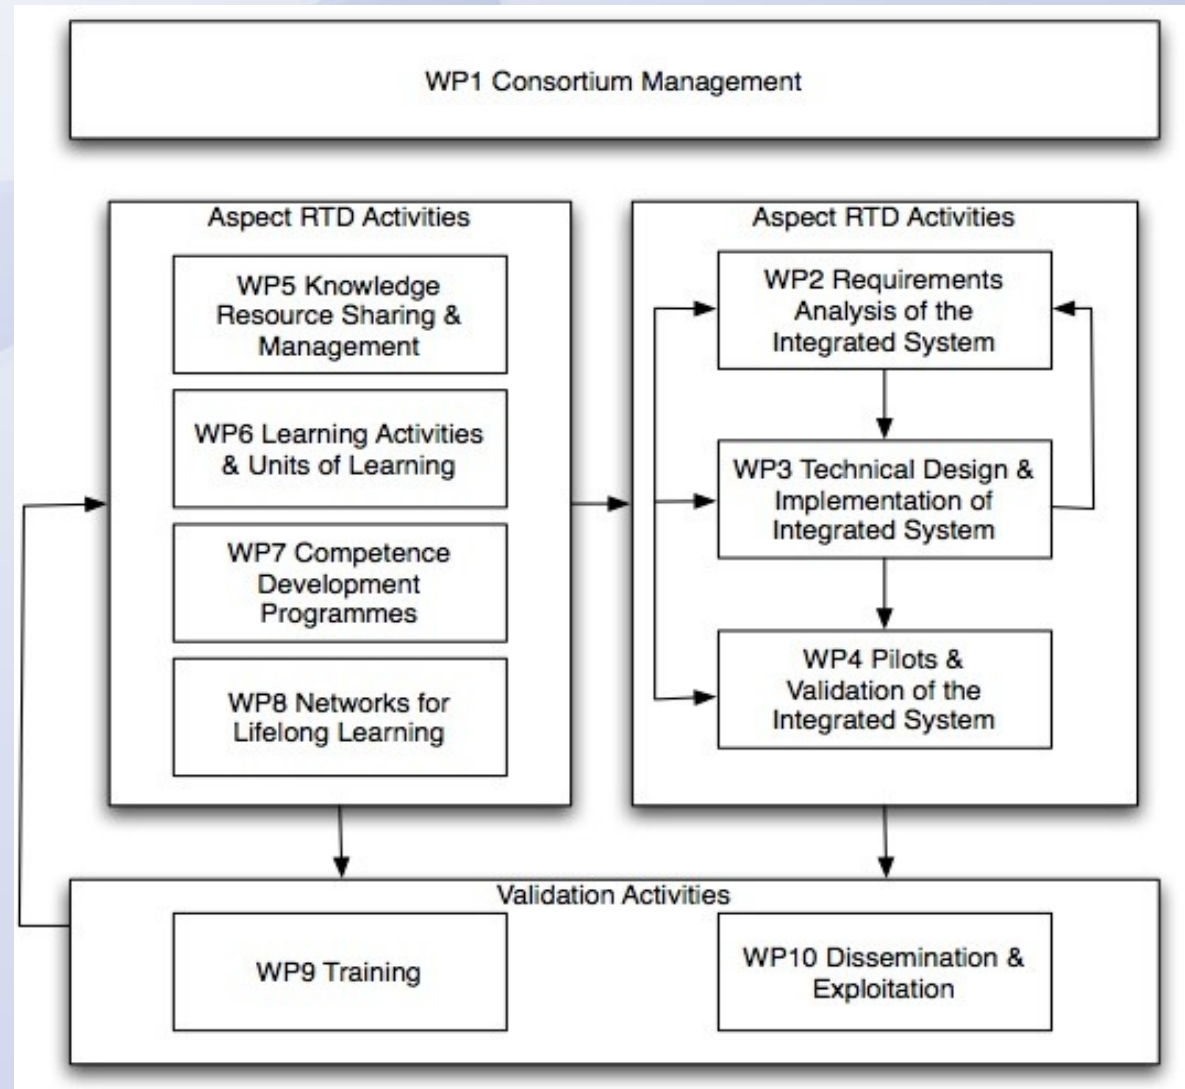 WP1 Consortium Management
Aspect RTD Activities
WP5 Knowledge
Resource Sharing &
Management
WP6 Learning Activities
& Units of Learning
WP7 Competence
Development
Programmes
WP8 Networks for
Lifelong Learning
Aspect RTD Activities
WP2 Requirements
Analysis of the
Integrated System
WP3 Technical Design &
Implementation of
Integrated System
WP4 Pilots &
Validation of the
Integrated System
Validation Activities
WP9 Training
WP10 Dissemination &
Exploitation